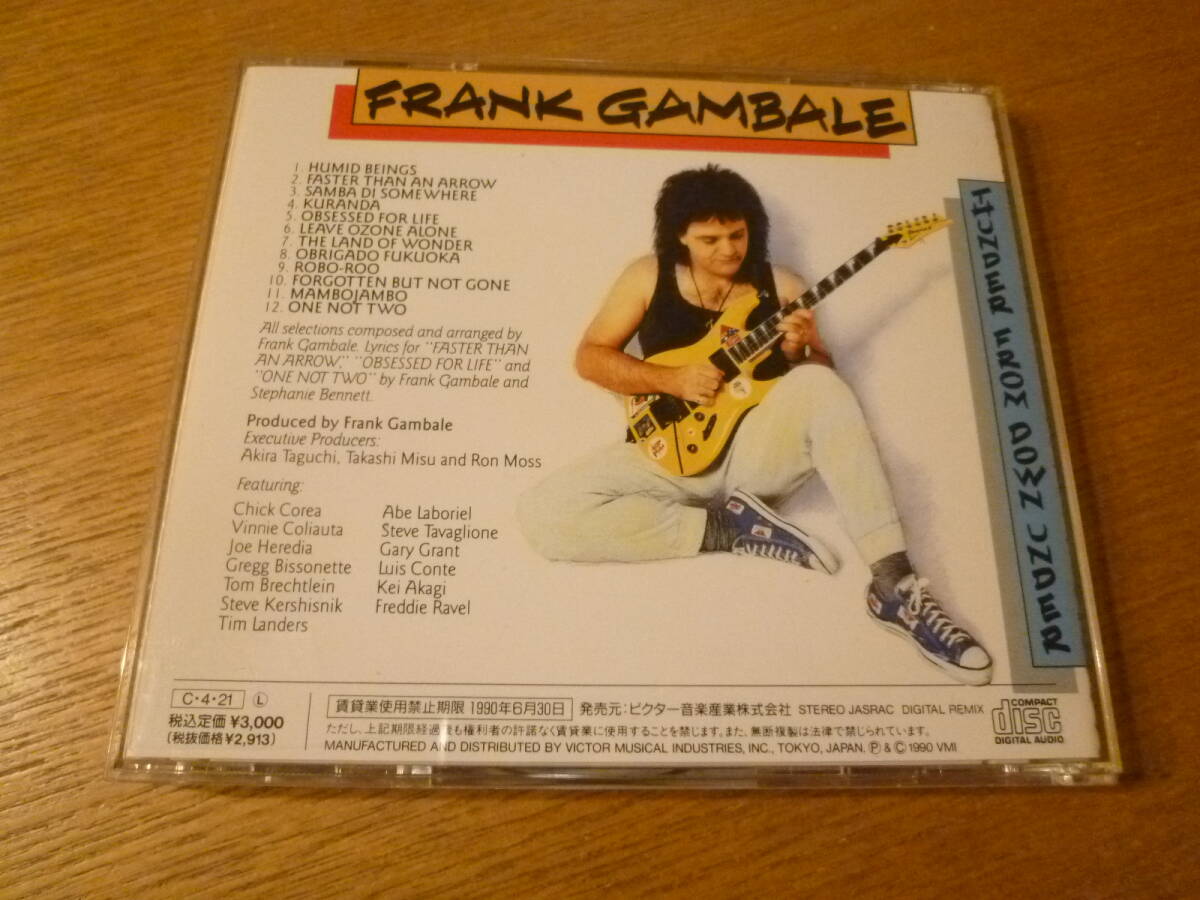 FRANK GAMBALE
1. HUMID BEINGS
2. FASTER THAN AN ARROW
3. SAMBA DI SOMEWHERE
4. KURANDA
5. OBSESSED FOR LIFE
6. LEAVE OZONE ALONE
7. THE LAND OF WONDER
8. OBRIGADO FUKUOKA
9. ROBO-ROO
10. FORGOTTEN BUT NOT GONE
11. MAMBOJAMBO
12. ONE NOT TWO
All selections composed and arranged by
Frank Gambale. Lyrics for "FASTER THAN
AN ARROW," "OBSESSED FOR LIFE" and
"ONE NOT TWO" by Frank Gambale and
Stephanie Bennett.
Produced by Frank Gambale
Executive Producers:
Akira Taguchi, Takashi Misu and Ron Moss
Featuring:
Chick Corea
Vinnie Coliauta
Joe Heredia
Gregg Bissonette
Tom Brechtlein
Steve Kershisnik
Tim Landers
Abe Laboriel
Steve Tavaglione
Gary Grant
Luis Conte
Kei Akagi
Freddie Ravel
THUNDER FROM DOWN UNDER
C・4・21 Ⓛ
税込定価 ¥3,000
(税抜価格¥2,913)
賃貸業使用禁止期限 1990年6月30日 発売元:ビクター音楽産業株式会社 STEREO JASRAC DIGITAL REMIX
ただし、上記期限経過後も権利者の許諾なく賃貸業に使用することを禁じます。また、無断複製は法律で禁じられています。
MANUFACTURED AND DISTRIBUTED BY VICTOR MUSICAL INDUSTRIES, INC., TOKYO, JAPAN. Ⓟ & © 1990 VMI
COMPACT
disc
DIGITAL AUDIO